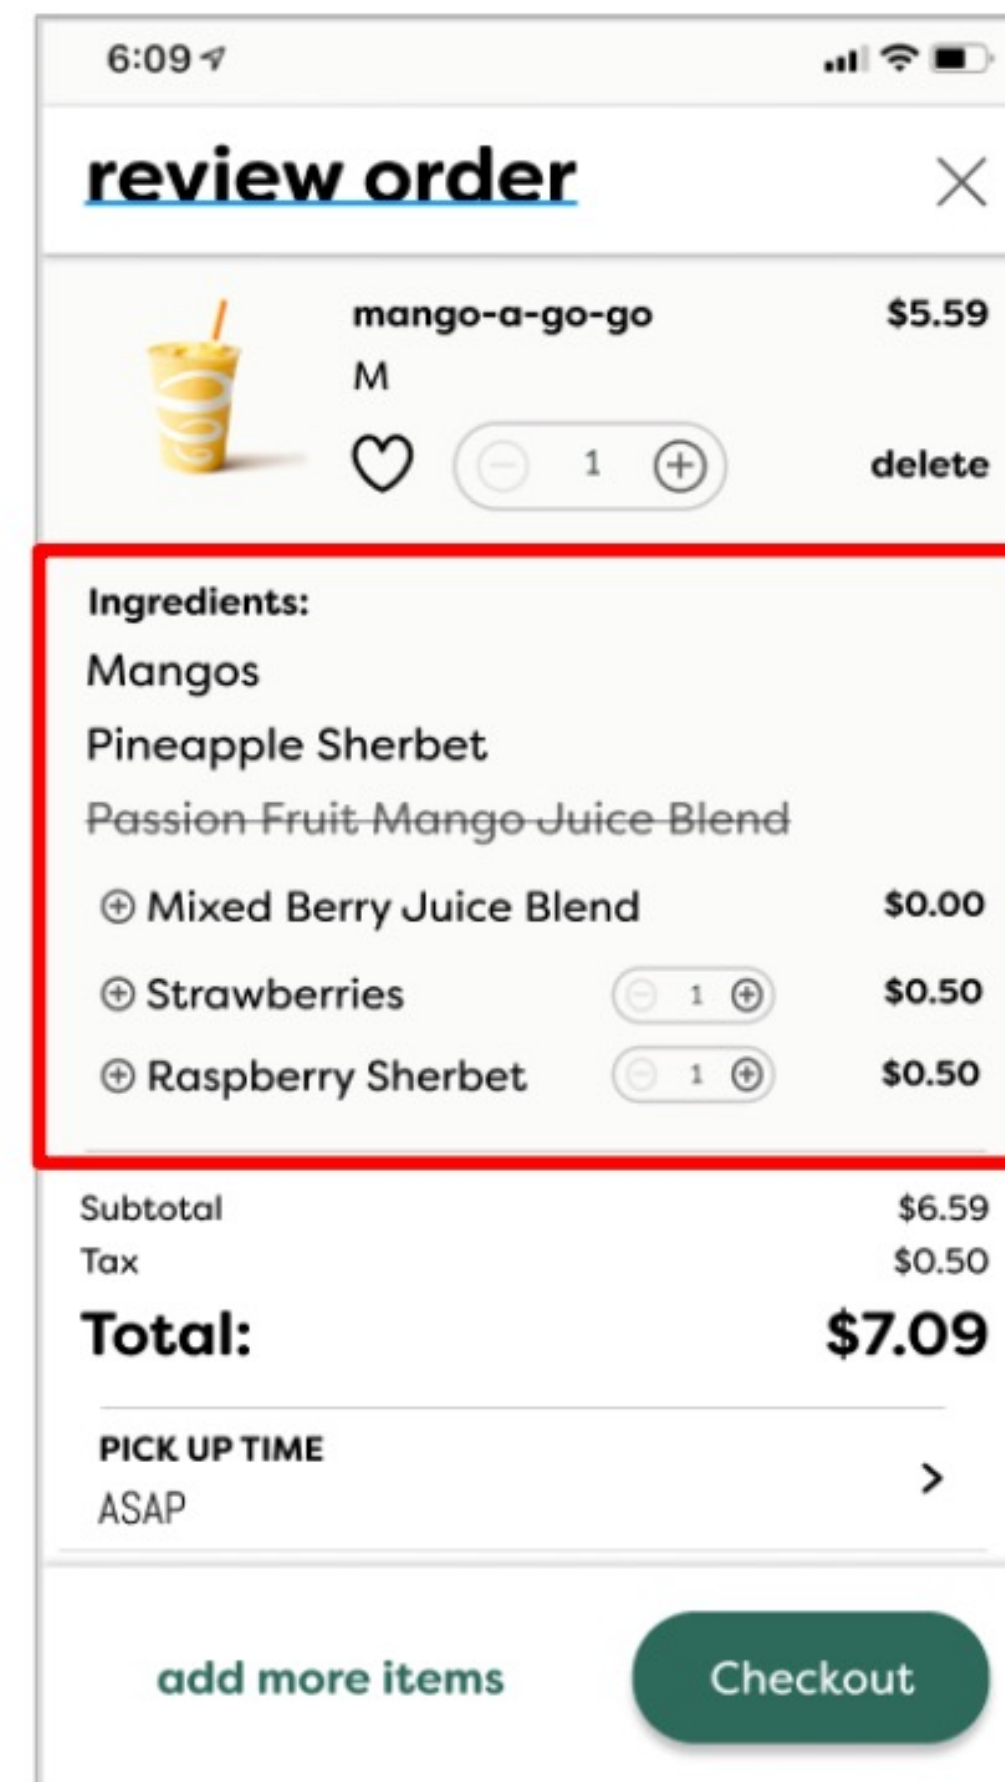 6:09
review order
mango-a-go-go $5.59
M
1 delete
Ingredients:
Mangos
Pineapple Sherbet
Passion Fruit Mango Juice Blend
Mixed Berry Juice Blend $0.00
Strawberries 1 $0.50
Raspberry Sherbet 1 $0.50
Subtotal $6.59
Tax $0.50
Total: $7.09
PICK UP TIME
ASAP
add more items Checkout